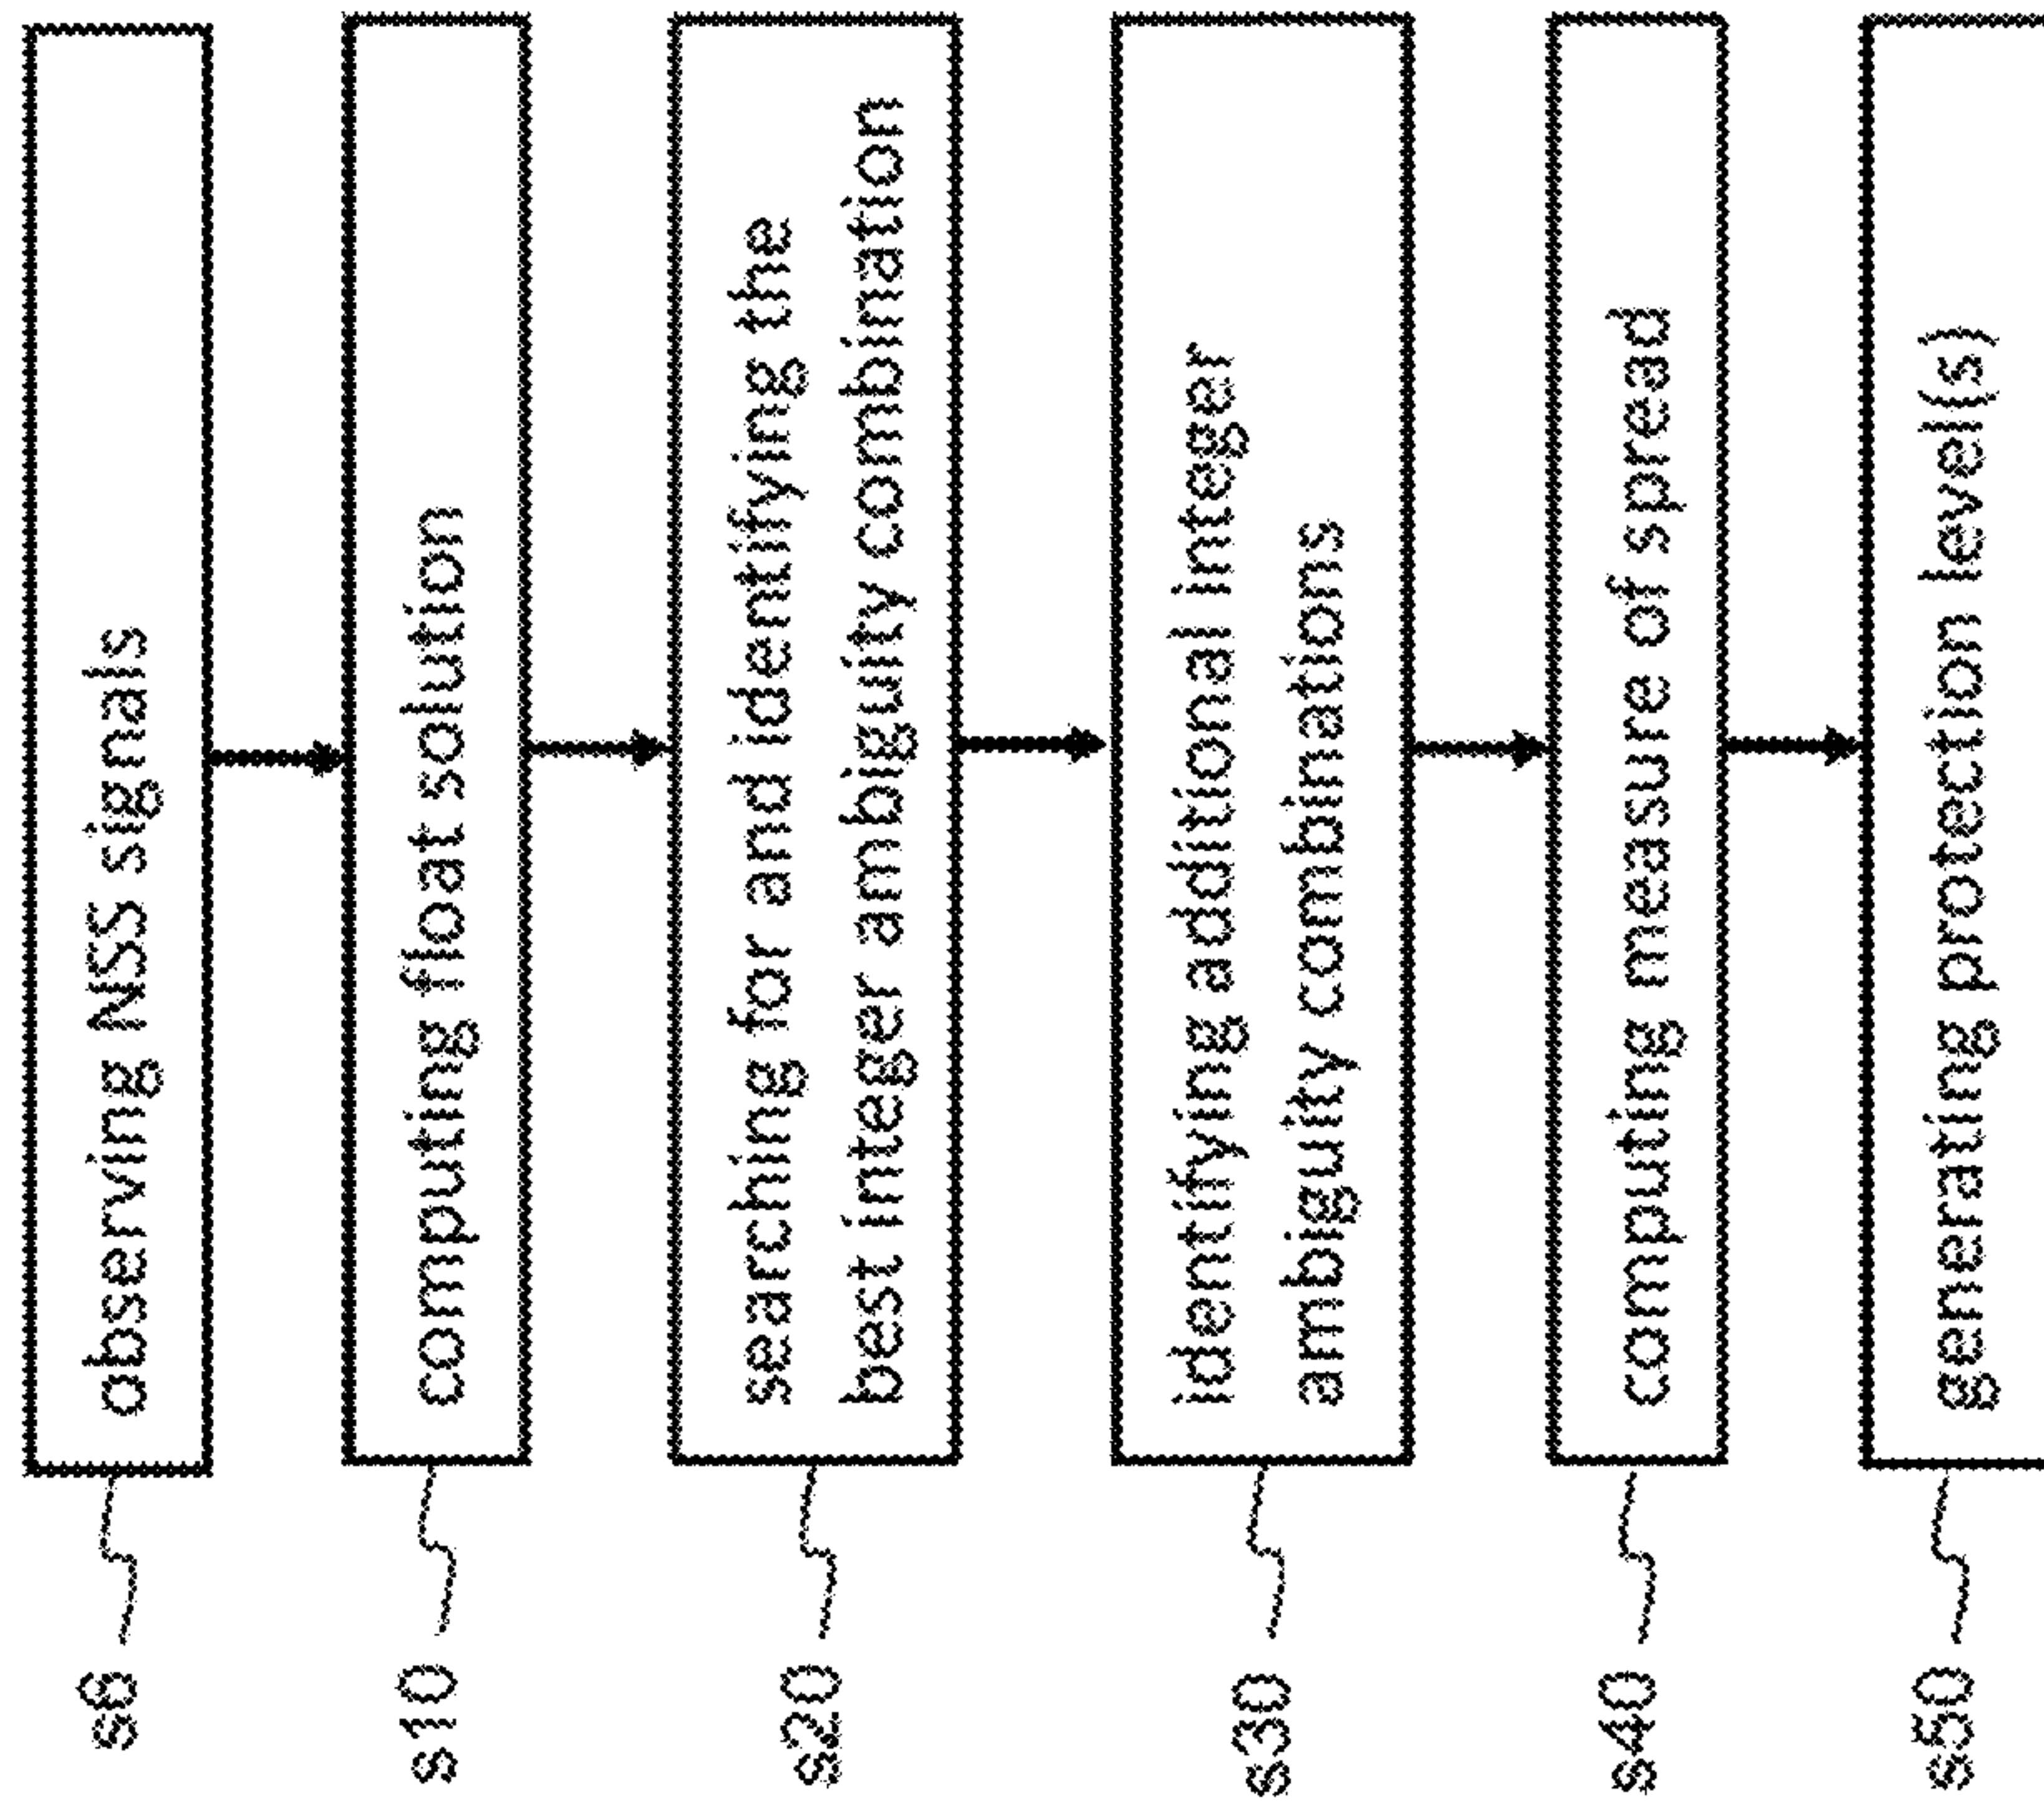 s8
observing NSS signals
s10
computing float solution
s20
searching for and identifying the
best integer ambiguity combination
s30
identifying additional integer
ambiguity combinations
s40
computing measure of spread
s50
generating protection level(s)